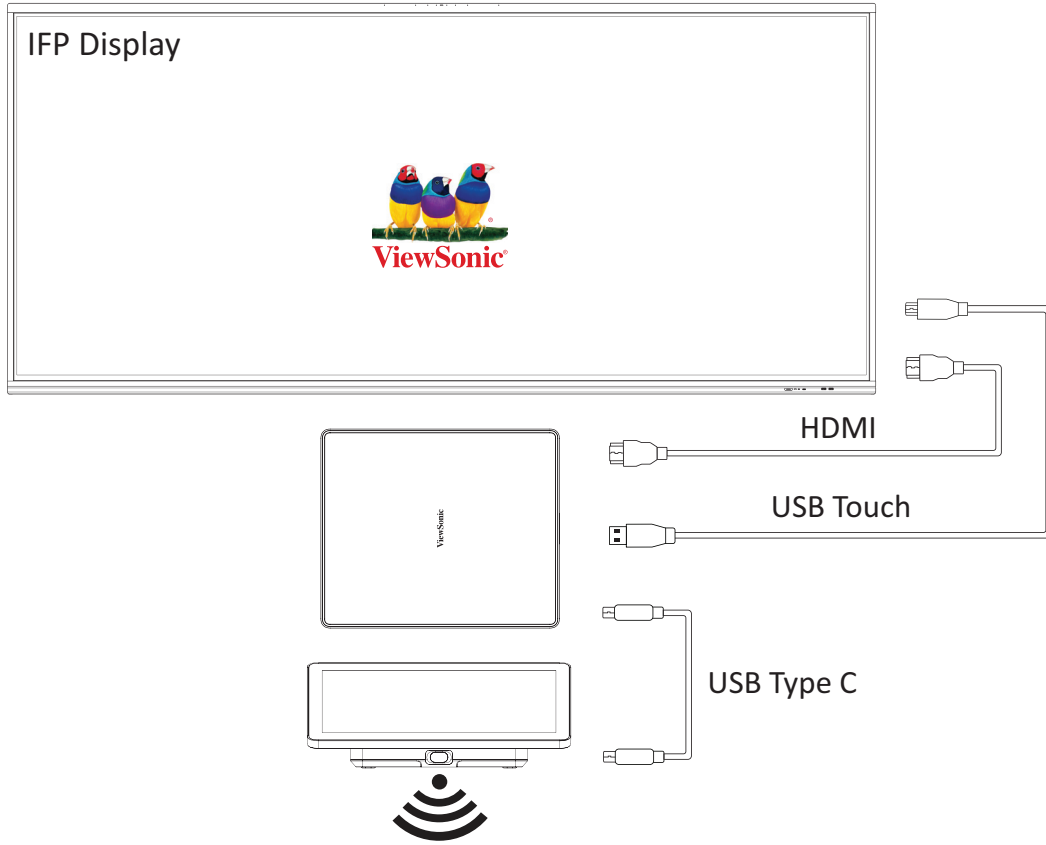 IFP Display
ViewSonic®
HDMI
ViewSonic
USB Touch
USB Type C